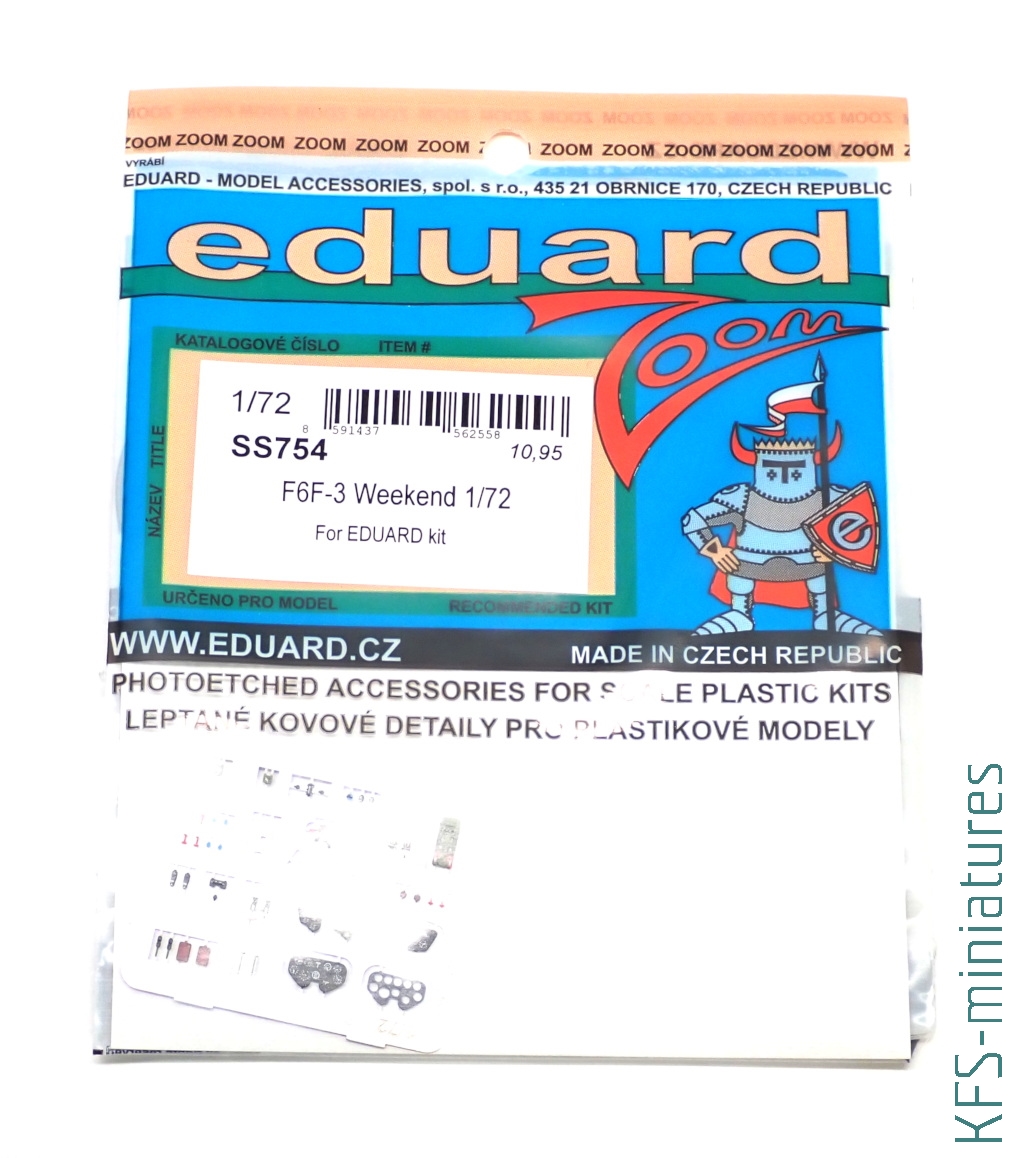 ZOOM ZOOM ZOOM ZOOM ZOOM ZOOM ZOOM ZOOM ZOOM ZOOM ZOOM ZOOM
VYRÁBÍ
EDUARD - MODEL ACCESSORIES, spol. s r.o., 435 21 OBRNICE 170, CZECH REPUBLIC
eduard
Zoom
KATALOGOVÉ ČÍSLO ITEM #
NÁZEV TITLE
1/72
8 591437 562558
SS754 10,95
F6F-3 Weekend 1/72
For EDUARD kit
e
URČENO PRO MODEL RECOMMENDED KIT
WWW.EDUARD.CZ MADE IN CZECH REPUBLIC
PHOTOETCHED ACCESSORIES FOR SCALE PLASTIC KITS
LEPTANÉ KOVOVÉ DETAILY PRO PLASTIKOVÉ MODELY
KFS-miniatures